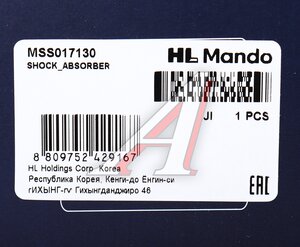 MSS017130
SHOCK_ABSORBER
HL Mando
JI 1 PCS
8 809752 429167
HL Holdings Corp. Korea
Республика Корея, Кенги-до Енгин-си
гИХЫНГ-гv Гихынгданджиро 46
EAC